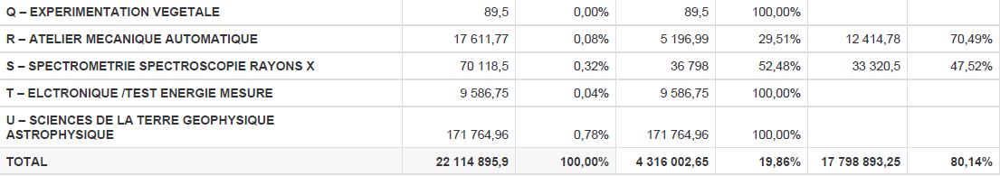 Q – EXPERIMENTATION VEGETALE 89,5 0,00% 89,5 100,00%
R – ATELIER MECANIQUE AUTOMATIQUE 17 611,77 0,08% 5 196,99 29,51% 12 414,78 70,49%
S – SPECTROMETRIE SPECTROSCOPIE RAYONS X 70 118,5 0,32% 36 798 52,48% 33 320,5 47,52%
T – ELCTRONIQUE /TEST ENERGIE MESURE 9 586,75 0,04% 9 586,75 100,00%
U – SCIENCES DE LA TERRE GEOPHYSIQUE
ASTROPHYSIQUE 171 764,96 0,78% 171 764,96 100,00%
TOTAL 22 114 895,9 100,00% 4 316 002,65 19,86% 17 798 893,25 80,14%